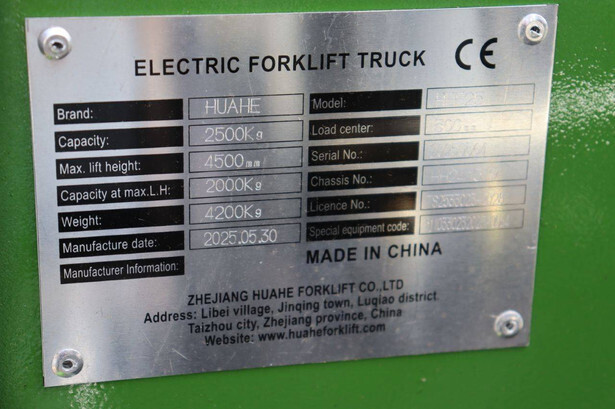 ELECTRIC FORKLIFT TRUCK CE
Brand: HUAHE Model:
Capacity: 2500Kg Load center:
Max. lift height: 4500mm Serial No.:
Capacity at max.L.H: 2000Kg Chassis No.:
Weight: 4200Kg Licence No.:
Manufacture date: 2025.05.30 Special equipment code:
Manufacturer Information: MADE IN CHINA
ZHEJIANG HUAHE FORKLIFT CO.,LTD
Address: Libei village, Jinqing town, Luqiao district.
Taizhou city, Zhejiang province, China
Website: www.huaheforklift.com